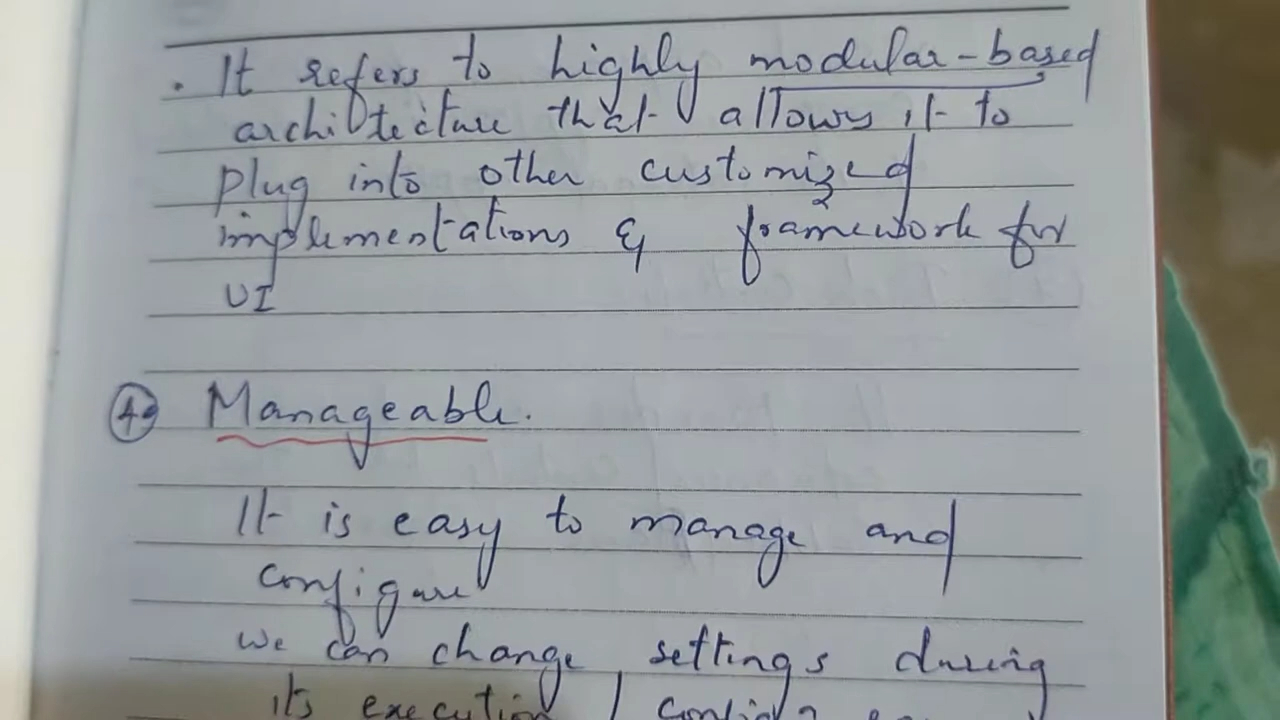 . It refers to highly modular-based
architecture that allows it to
plug into other customized
implementations & framework for
UI
4 Manageable.
It is easy to manage and
configure
we can change settings during
its execution